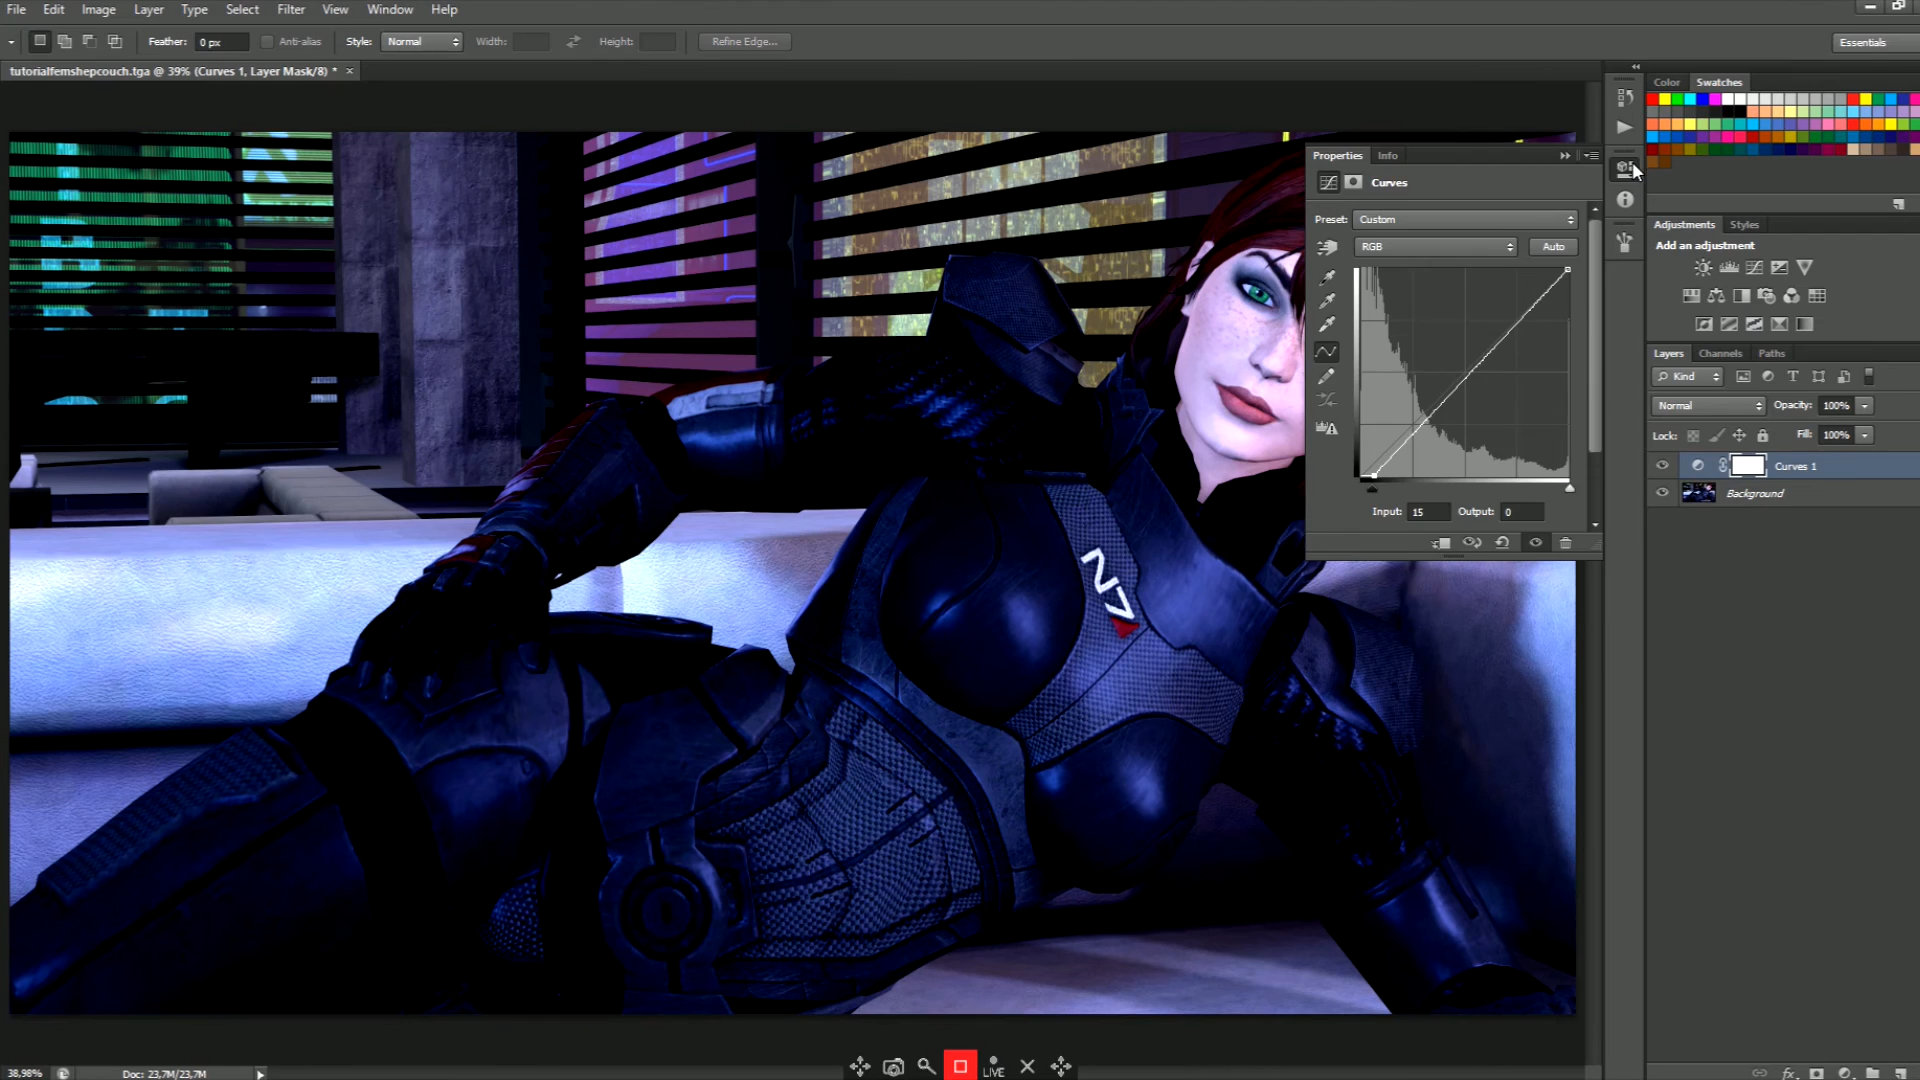 File Edit Image Layer Type Select Filter View Window Help
Feather: 0 px Anti-alias Style: Normal Width: Height: Refine Edge... Essentials
tutorialfemshepcouch.tga @ 39% (Curves 1, Layer Mask/8) * ×
Color Swatches
Properties Info
Curves
Preset: Custom
RGB Auto
Input: 15 Output: 0
Adjustments Styles
Add an adjustment
Layers Channels Paths
Kind
Normal Opacity: 100%
Lock: Fill: 100%
Curves 1
Background
N7
38,98% Doc: 23,7M/23,7M
LIVE
fx